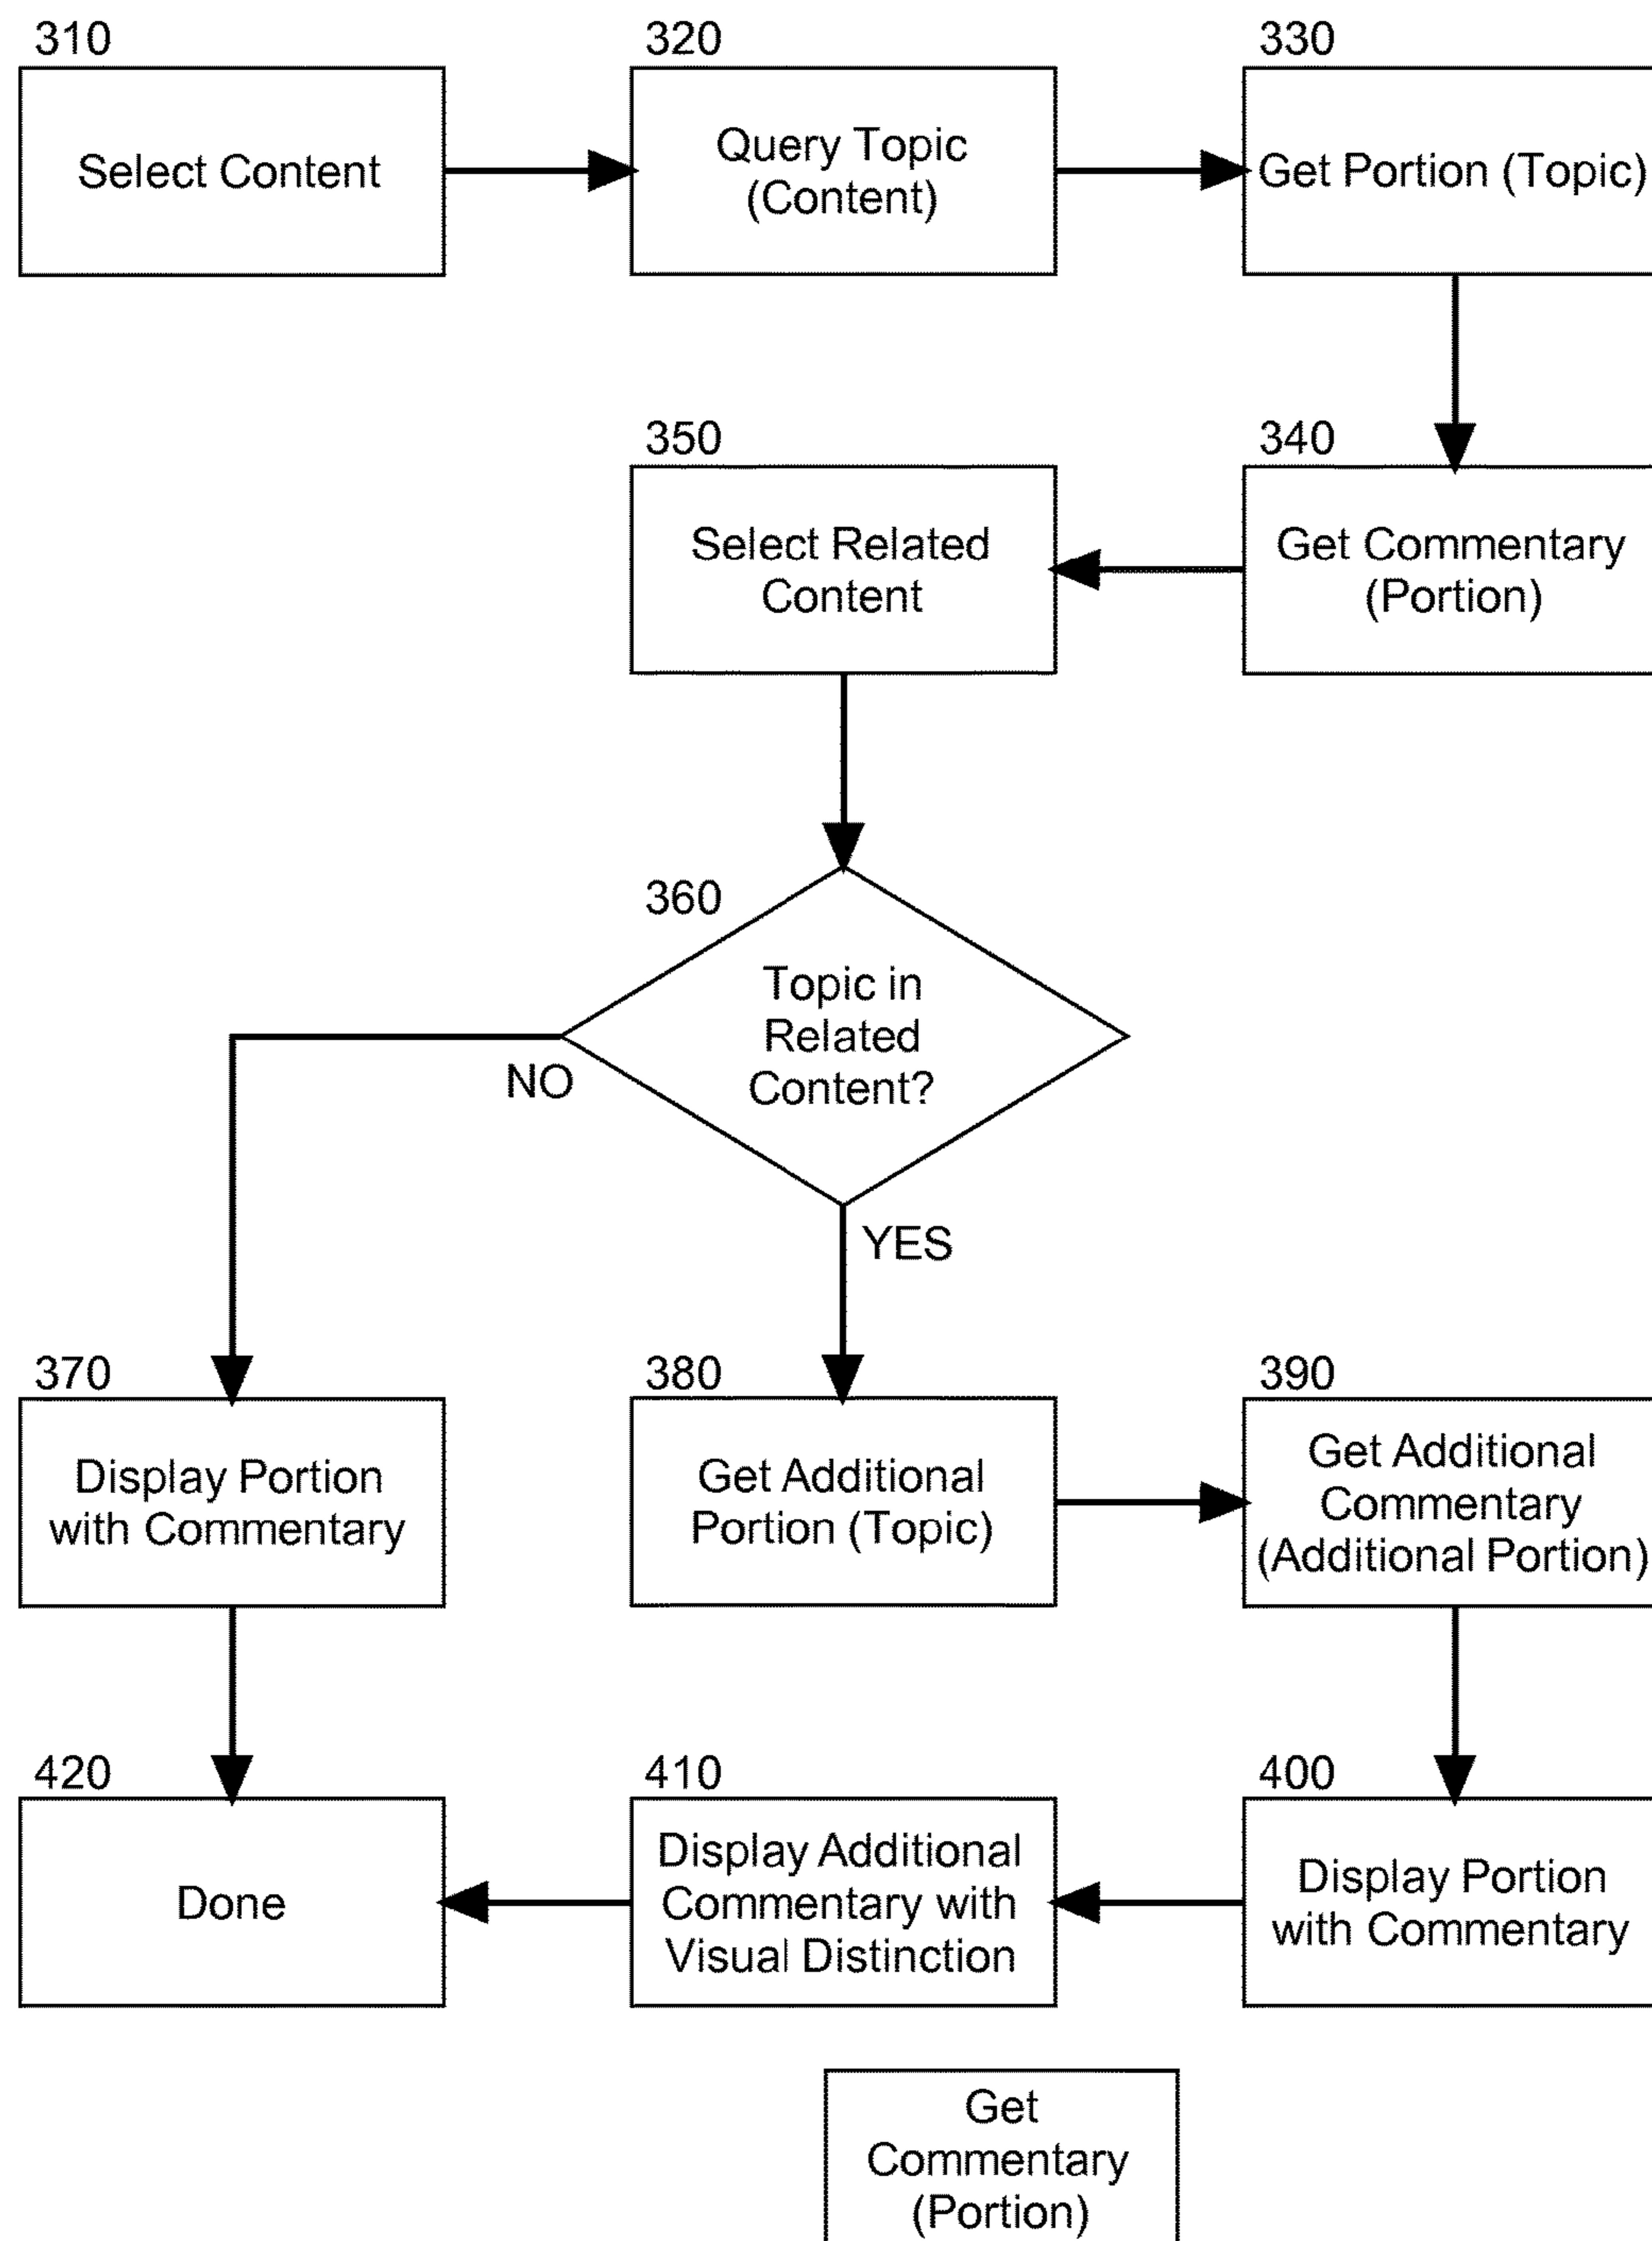 310
Select Content
320
Query Topic
(Content)
330
Get Portion (Topic)
340
Get Commentary
(Portion)
350
Select Related
Content
360
Topic in
Related
Content?
NO
YES
370
Display Portion
with Commentary
380
Get Additional
Portion (Topic)
390
Get Additional
Commentary
(Additional Portion)
400
Display Portion
with Commentary
410
Display Additional
Commentary with
Visual Distinction
420
Done
Get
Commentary
(Portion)